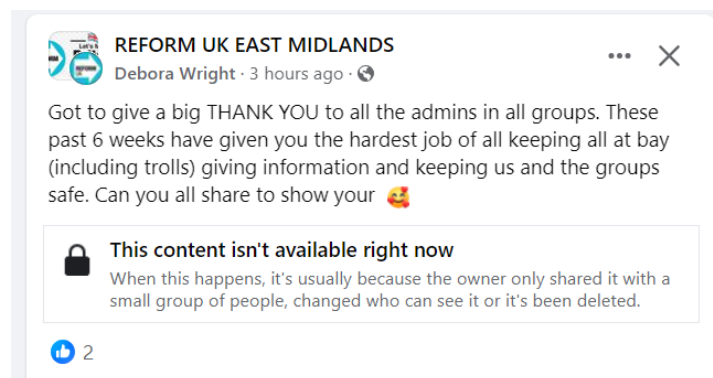 REFORM UK EAST MIDLANDS
Debora Wright · 3 hours ago ·
Got to give a big THANK YOU to all the admins in all groups. These
past 6 weeks have given you the hardest job of all keeping all at bay
(including trolls) giving information and keeping us and the groups
safe. Can you all share to show your 🥰
This content isn't available right now
When this happens, it's usually because the owner only shared it with a
small group of people, changed who can see it or it's been deleted.
2